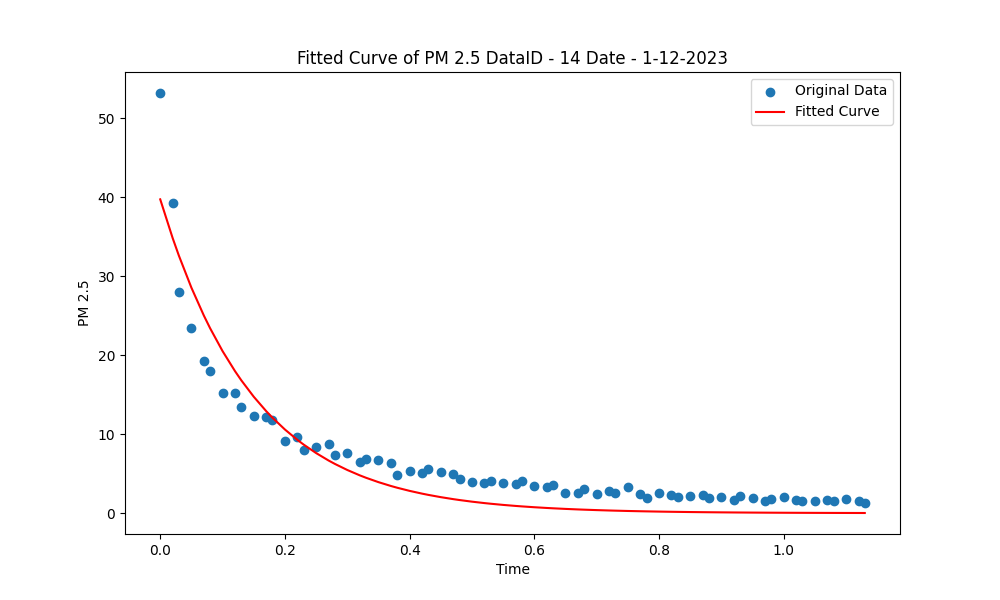 Fitted Curve of PM 2.5 DataID - 14 Date - 1-12-2023
Original Data
Fitted Curve
50
40
30
20
10
0
PM 2.5
0.0 0.2 0.4 0.6 0.8 1.0
Time